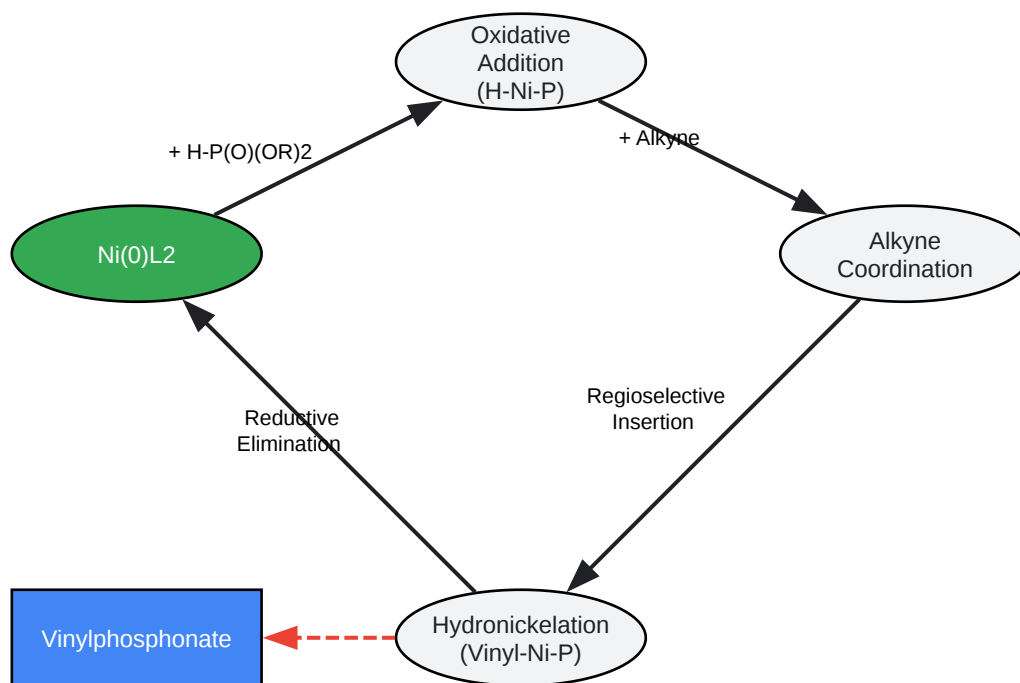 Oxidative
Addition
(H-Ni-P)
+ H-P(O)(OR)2
+ Alkyne
Ni(0)L2
Alkyne
Coordination
Regioselective
Insertion
Reductive
Elimination
Vinylphosphonate
Hydronickelation
(Vinyl-Ni-P)